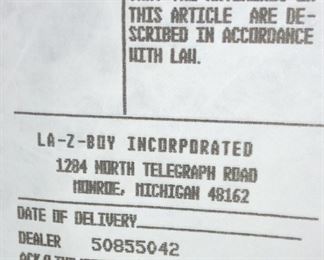 THIS ARTICLE ARE DE-
SCRIBED IN ACCORDANCE
WITH LAW.
LA-Z-BOY INCORPORATED
1284 NORTH TELEGRAPH ROAD
MONROE, MICHIGAN 48162
DATE OF DELIVERY
DEALER 50855042